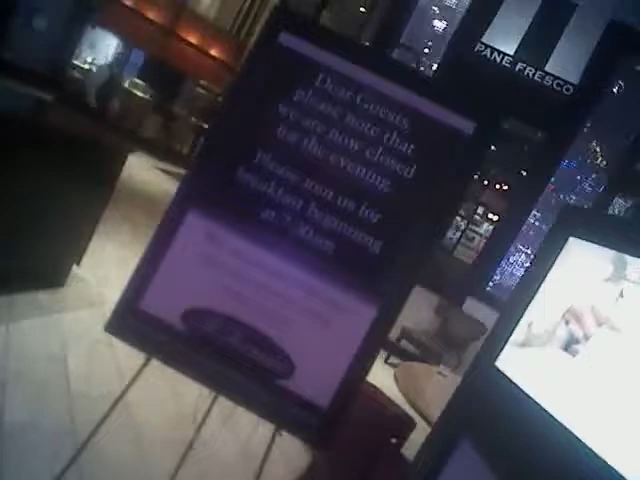 Dear Guests,
please note that
we are now closed
for the evening.
Please join us for
breakfast beginning
at 7:30am
PANE FRESCO